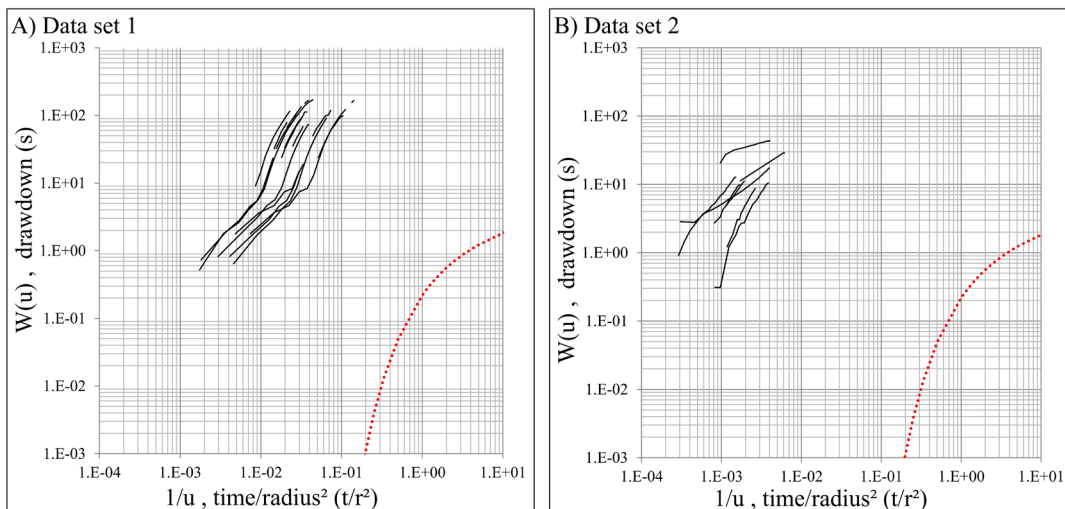 A) Data set 1
1.E+03
1.E+02
1.E+01
1.E+00
1.E-01
1.E-02
1.E-03
W(u) , drawdown (s)
1.E-04 1.E-03 1.E-02 1.E-01 1.E+00 1.E+01
1/u , time/radius² (t/r²)
B) Data set 2
1.E+03
1.E+02
1.E+01
1.E+00
1.E-01
1.E-02
1.E-03
W(u) , drawdown (s)
1.E-04 1.E-03 1.E-02 1.E-01 1.E+00 1.E+01
1/u , time/radius² (t/r²)